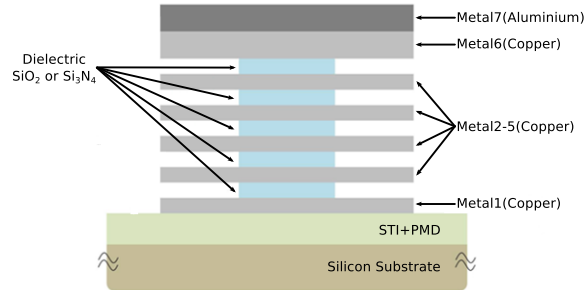 Metal7(Aluminium)
Metal6(Copper)
Dielectric
SiO₂ or Si₃N₄
Metal2-5(Copper)
Metal1(Copper)
STI+PMD
Silicon Substrate